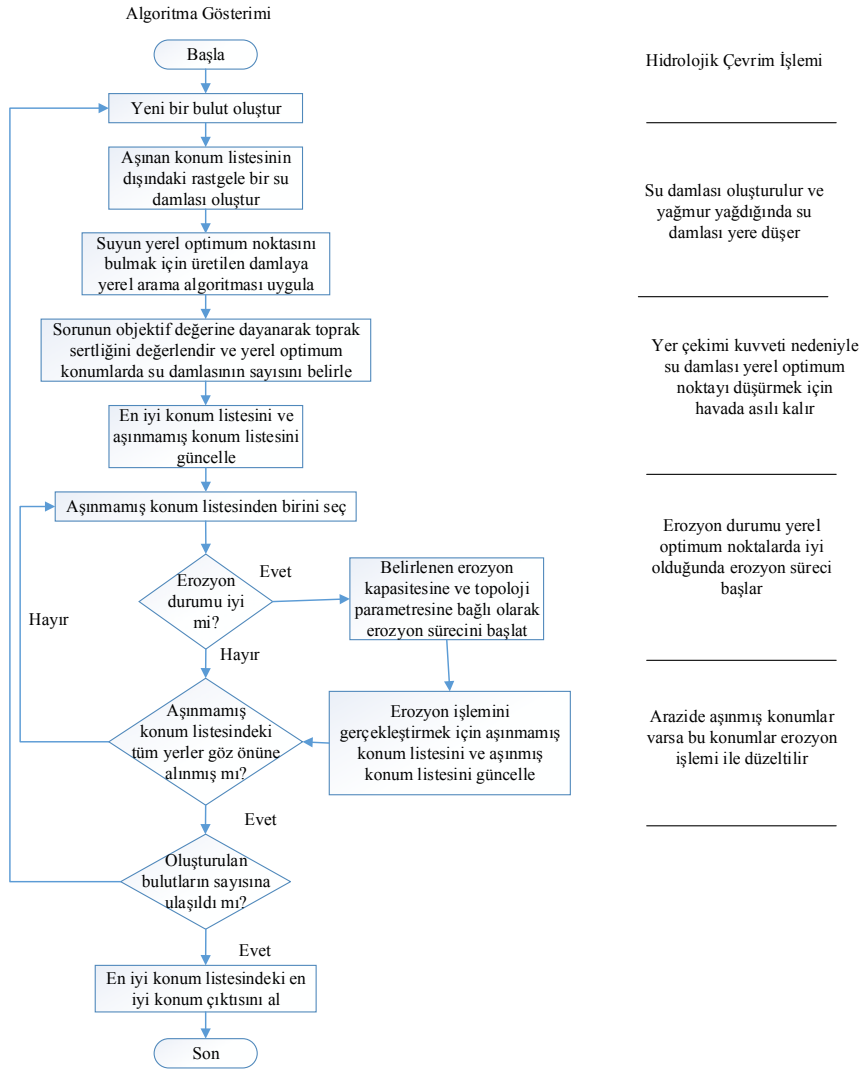 Algoritma Gösterimi
Başla
Hidrolojik Çevrim İşlemi
Yeni bir bulut oluştur
Aşınan konum listesinin
dışındaki rastgele bir su
damlası oluştur
Su damlası oluşturulur ve
yağmur yağdığında su
damlası yere düşer
Suyun yerel optimum noktasını
bulmak için üretilen damlaya
yerel arama algoritması uygula
Sorunun objektif değerine dayanarak toprak
sertliğini değerlendir ve yerel optimum
konumlarda su damlasının sayısını belirle
Yer çekimi kuvveti nedeniyle
su damlası yerel optimum
noktayı düşürmek için
havada asılı kalır
En iyi konum listesini ve
aşınmamış konum listesini
güncelle
Aşınmamış konum listesinden birini seç
Erozyon durumu yerel
optimum noktalarda iyi
olduğunda erozyon süreci
başlar
Erozyon
durumu iyi
mi?
Evet
Belirlenen erozyon
kapasitesine ve topoloji
parametresine bağlı olarak
erozyon sürecini başlat
Hayır
Hayır
Aşınmamış
konum listesindeki
tüm yerler göz önüne
alınmış mı?
Erozyon işlemini
gerçekleştirmek için aşınmamış
konum listesini ve aşınmış
konum listesini güncelle
Arazide aşınmış konumlar
varsa bu konumlar erozyon
işlemi ile düzeltilir
Evet
Oluşturulan
bulutların sayısına
ulaşıldı mı?
Evet
En iyi konum listesindeki en
iyi konum çıktısını al
Son